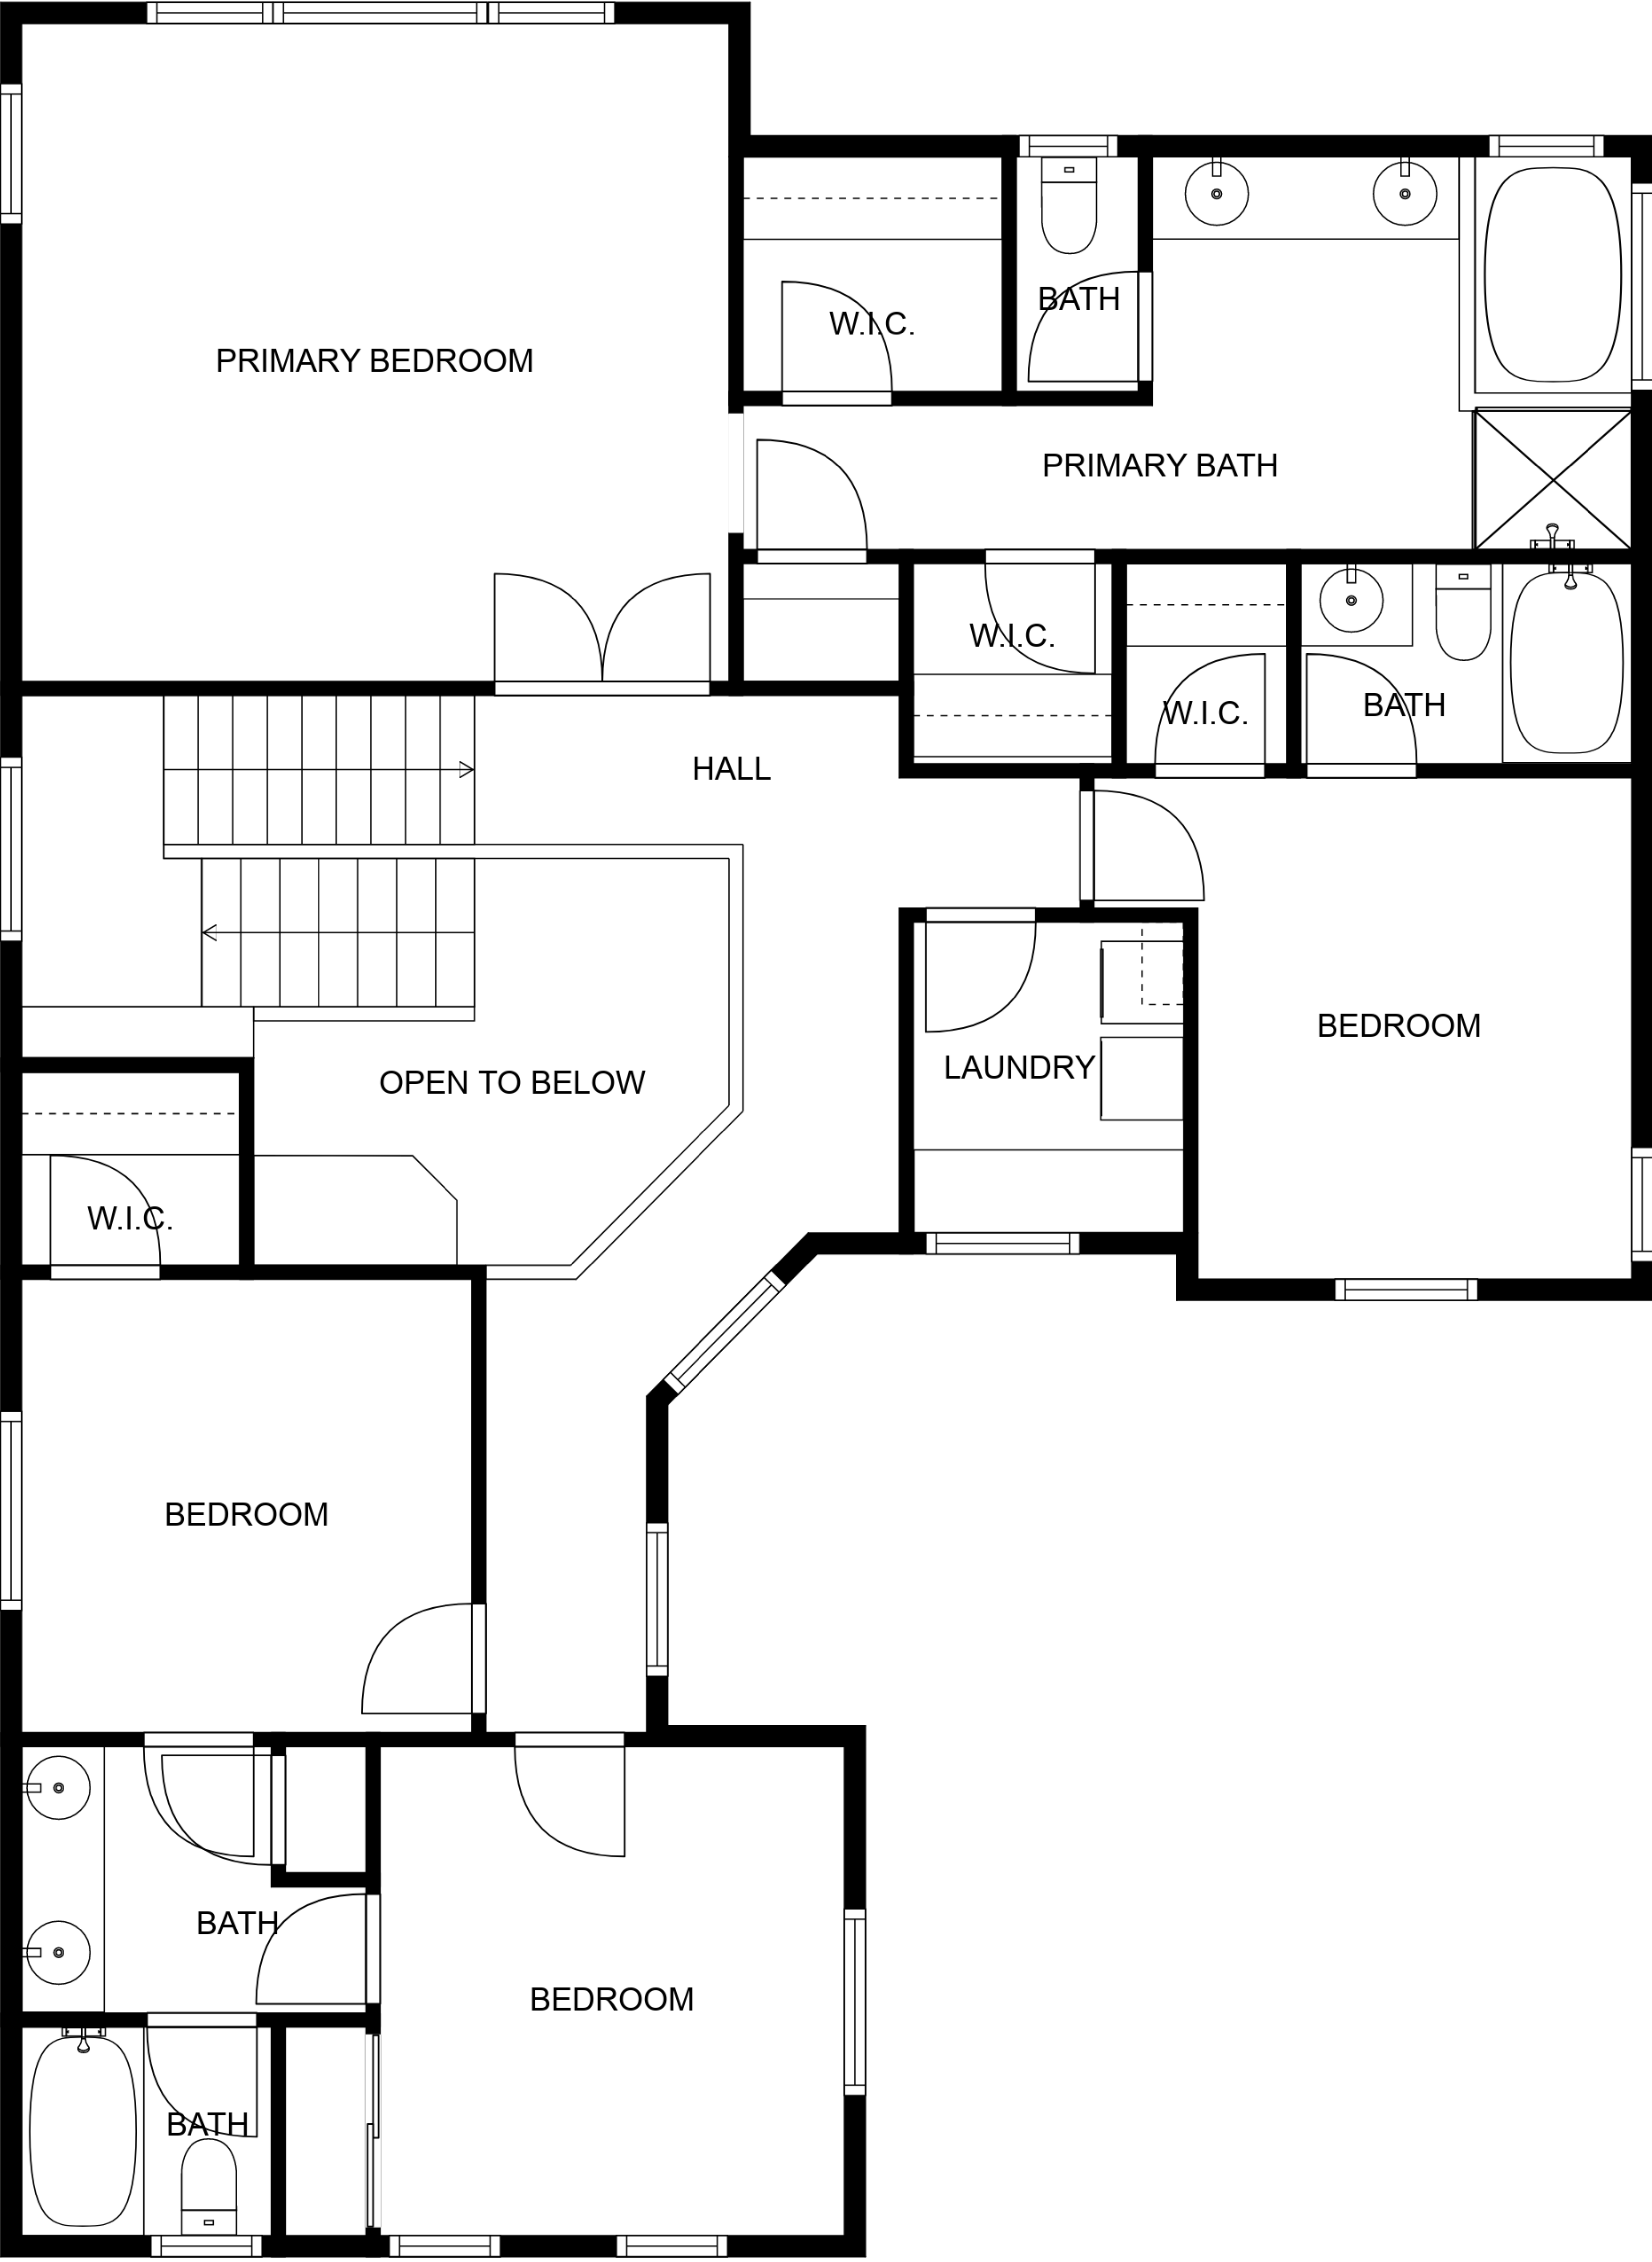 BATH
W.I.C.
PRIMARY BEDROOM
PRIMARY BATH
W.I.C.
BATH
W.I.C.
HALL
BEDROOM
LAUNDRY
OPEN TO BELOW
W.I.C.
BEDROOM
BATH
BEDROOM
BATH